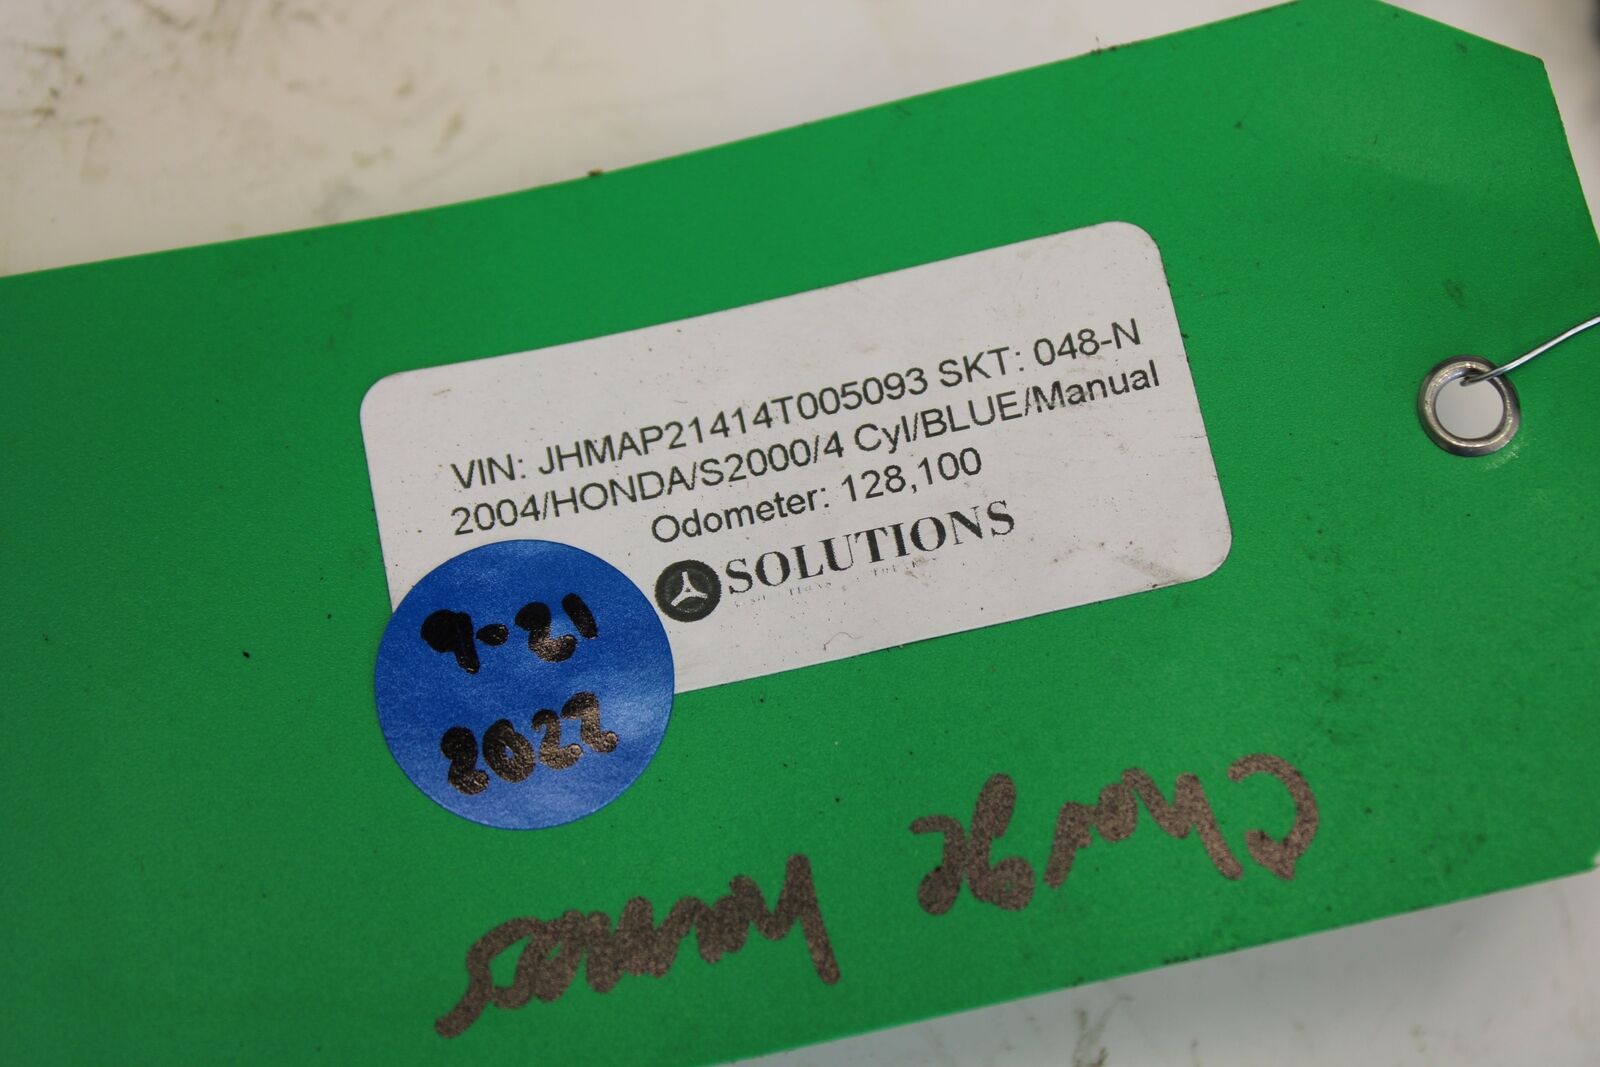 VIN: JHMAP21414T005093 SKT: 048-N
2004/HONDA/S2000/4 Cyl/BLUE/Manual
Odometer: 128,100
SOLUTIONS
9-21
2022
Charge harness